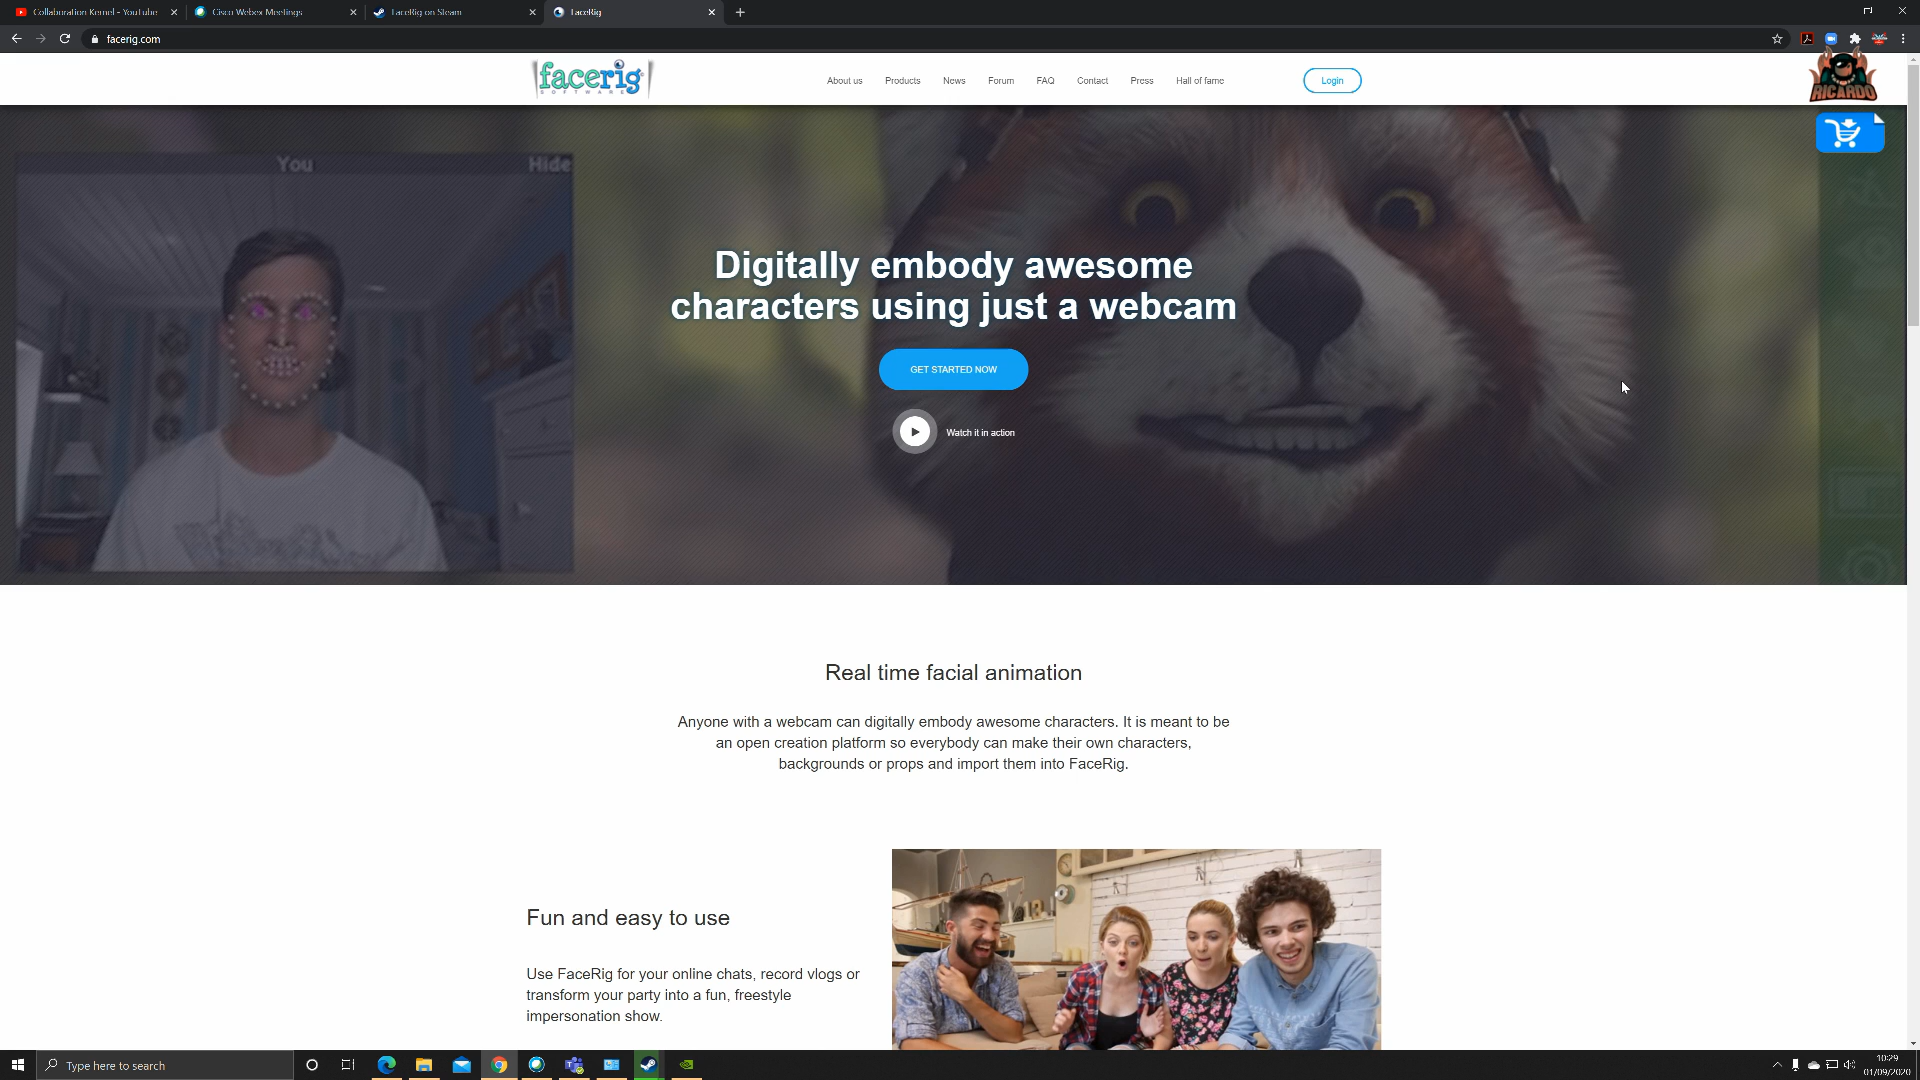 Collaboration Kernel - YouTube
Cisco Webex Meetings
FaceRig on Steam
FaceRig
facerig.com
facerig
SOFTWARE
About us
Products
News
Forum
FAQ
Contact
Press
Hall of fame
Login
RICARDO
You
Hide
Digitally embody awesome
characters using just a webcam
GET STARTED NOW
Watch it in action
Real time facial animation
Anyone with a webcam can digitally embody awesome characters. It is meant to be
an open creation platform so everybody can make their own characters,
backgrounds or props and import them into FaceRig.
Fun and easy to use
Use FaceRig for your online chats, record vlogs or
transform your party into a fun, freestyle
impersonation show.
Type here to search
10:29
01/09/2020